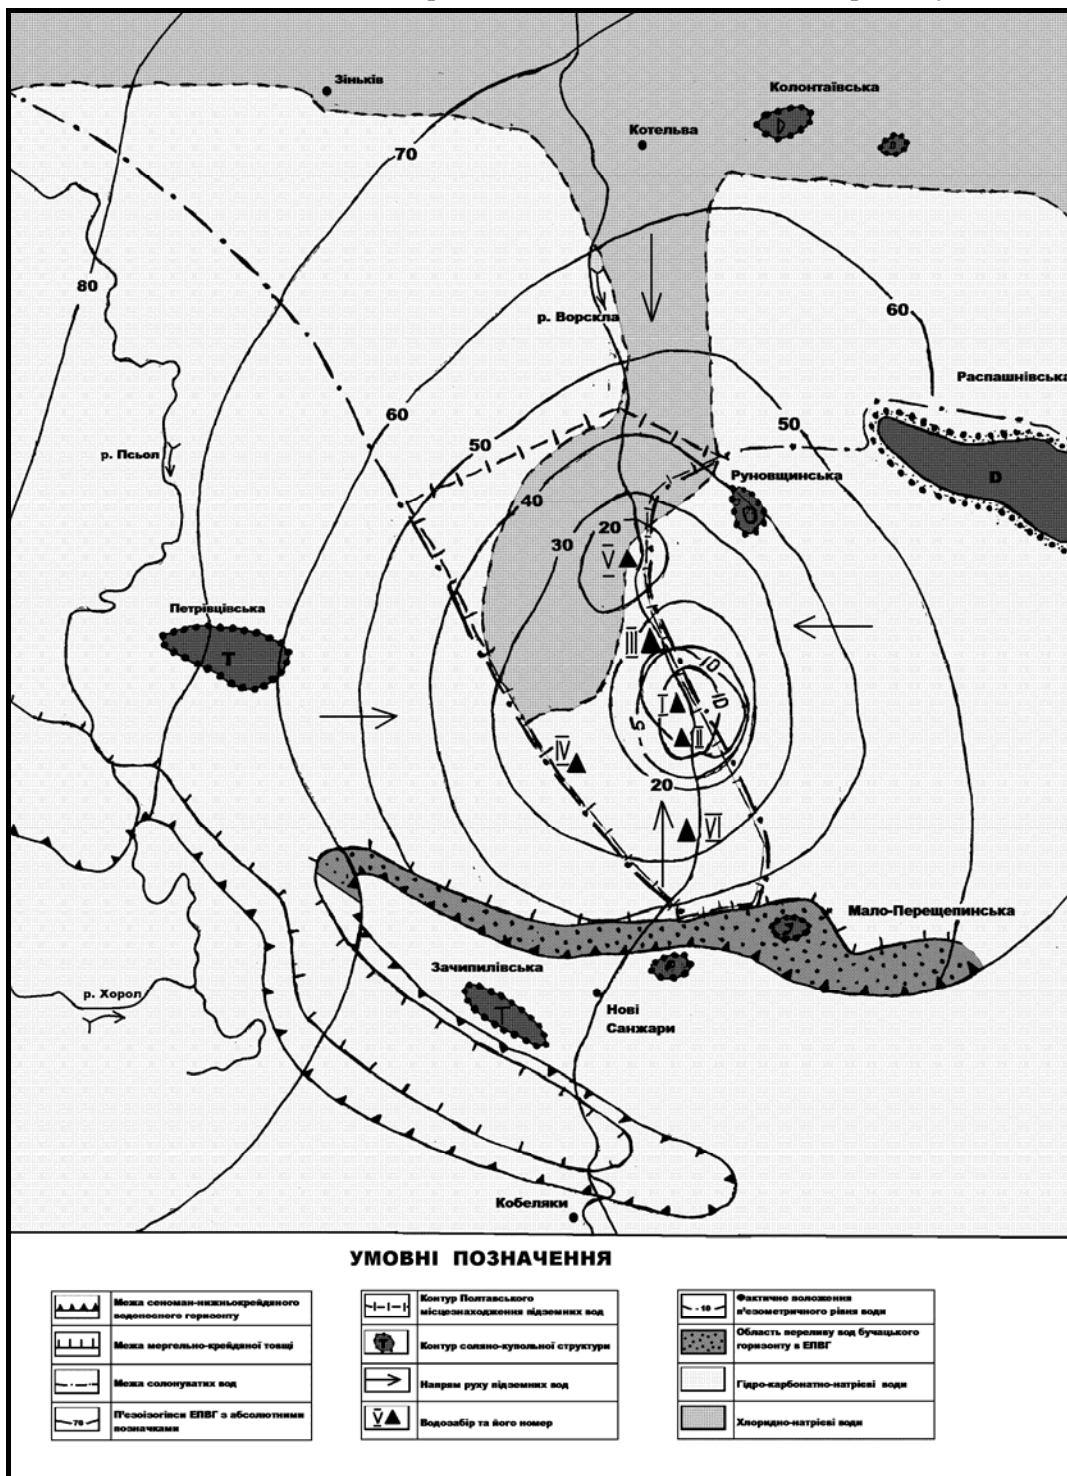 Зіньків
Колонтаївська
D
D
Котельва
70
80
60
р. Ворскла
Распашнівська
60
50
50
р. Псьол
D
Руновщинська
40
20
30
V
Петрівцівська
III
T
I
II
IV
20
VI
Мало-Перещепинська
Зачипилівська
р. Хорол
T
Нові
Санжари
Кобеляки
УМОВНІ ПОЗНАЧЕННЯ
Межа сеноман-нижньокрейдяного
водоносного горизонту
Межа мергельно-крейдяної товщі
Межа солонуватих вод
70
П'єзоізогіпси ЕПВГ з абсолютними
позначками
Контур Полтавського
місцезнаходження підземних вод
T
Контур соляно-купольної структури
Напрям руху підземних вод
V
Водозабір та його номер
-10
Фактичне положення
п'єзометричного рівня води
Область переливу вод бучацького
горизонту в ЕПВГ
Гідро-карбонатно-натрієві води
Хлоридно-натрієві води